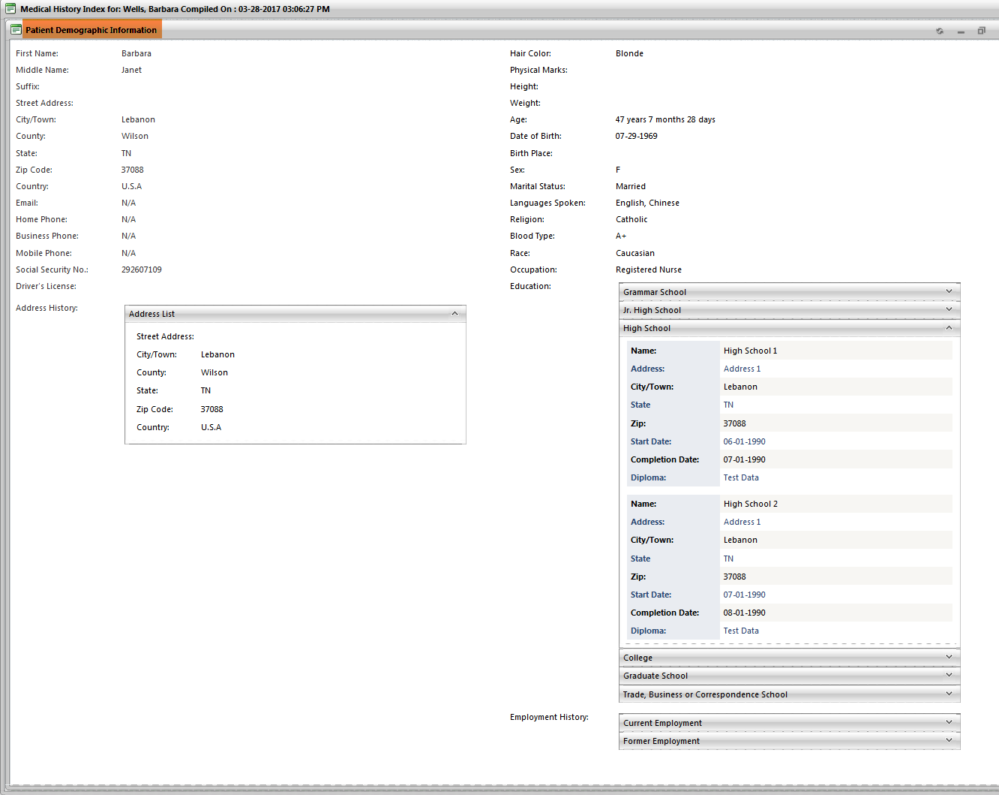 Medical History Index for: Wells, Barbara Compiled On : 03-28-2017 03:06:27 PM
Patient Demographic Information
First Name: Barbara
Middle Name: Janet
Suffix:
Street Address:
City/Town: Lebanon
County: Wilson
State: TN
Zip Code: 37088
Country: U.S.A
Email: N/A
Home Phone: N/A
Business Phone: N/A
Mobile Phone: N/A
Social Security No.: 292607109
Driver's License:
Address History:
Address List
Street Address:
City/Town: Lebanon
County: Wilson
State: TN
Zip Code: 37088
Country: U.S.A
Hair Color: Blonde
Physical Marks:
Height:
Weight:
Age: 47 years 7 months 28 days
Date of Birth: 07-29-1969
Birth Place:
Sex: F
Marital Status: Married
Languages Spoken: English, Chinese
Religion: Catholic
Blood Type: A+
Race: Caucasian
Occupation: Registered Nurse
Education:
Grammar School
Jr. High School
High School
Name: High School 1
Address: Address 1
City/Town: Lebanon
State TN
Zip: 37088
Start Date: 06-01-1990
Completion Date: 07-01-1990
Diploma: Test Data
Name: High School 2
Address: Address 1
City/Town: Lebanon
State TN
Zip: 37088
Start Date: 07-01-1990
Completion Date: 08-01-1990
Diploma: Test Data
College
Graduate School
Trade, Business or Correspondence School
Employment History:
Current Employment
Former Employment